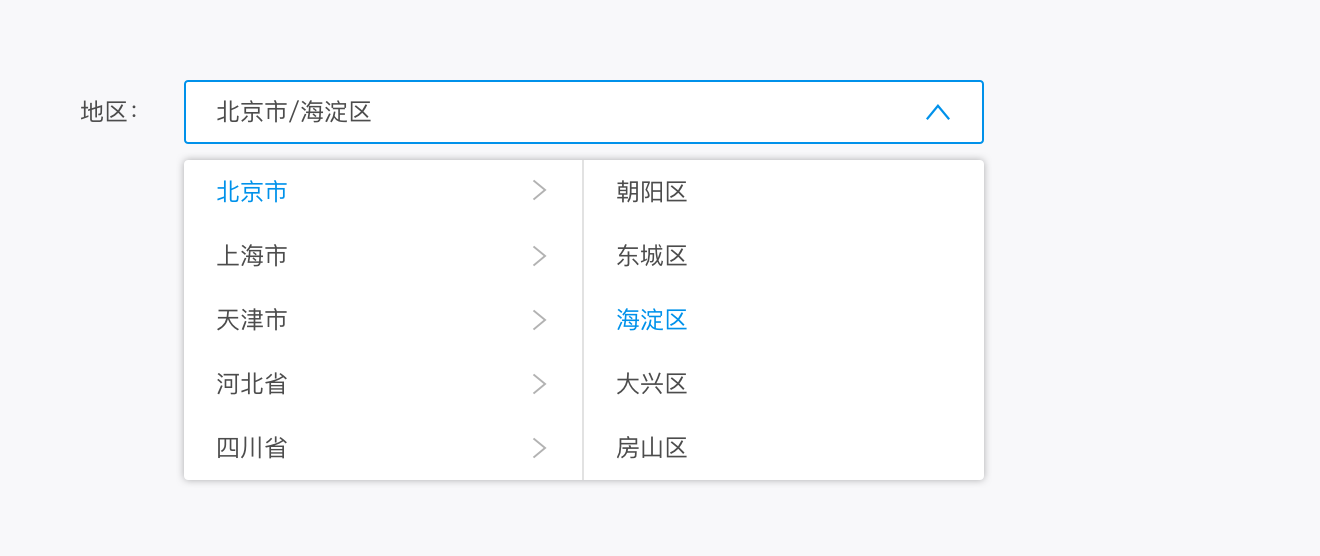 地区：
北京市/海淀区
北京市
上海市
天津市
河北省
四川省
朝阳区
东城区
海淀区
大兴区
房山区